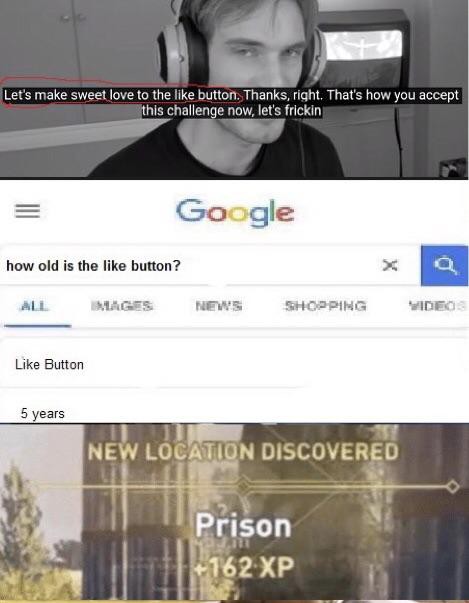 Let's make sweet love to the like button. Thanks, right. That's how you accept
this challenge now, let's frickin
Google
how old is the like button?
ALL IMAGES NEWS SHOPPING VIDEOS
Like Button
5 years
NEW LOCATION DISCOVERED
Prison
+162 XP